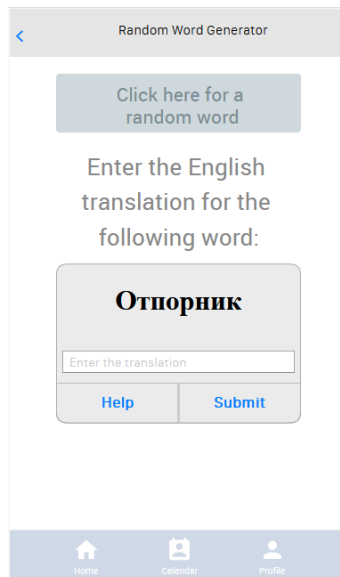 Random Word Generator
Click here for a
random word
Enter the English
translation for the
following word:
Отпорник
Enter the translation
Help Submit
Home Calendar Profile